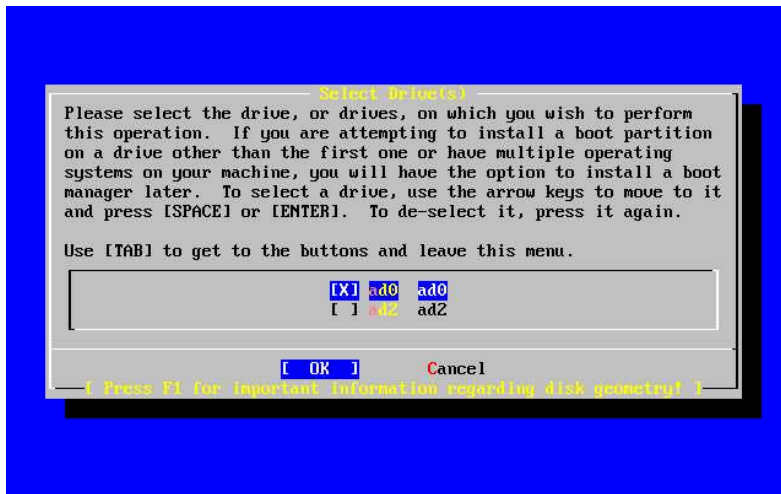 Select Drive(s)
Please select the drive, or drives, on which you wish to perform
this operation.  If you are attempting to install a boot partition
on a drive other than the first one or have multiple operating
systems on your machine, you will have the option to install a boot
manager later.  To select a drive, use the arrow keys to move to it
and press [SPACE] or [ENTER].  To de-select it, press it again.
Use [TAB] to get to the buttons and leave this menu.
[X] ad0  ad0
[ ] ad2  ad2
[  OK  ]  Cancel
[ Press F1 for important information regarding disk geometry! ]